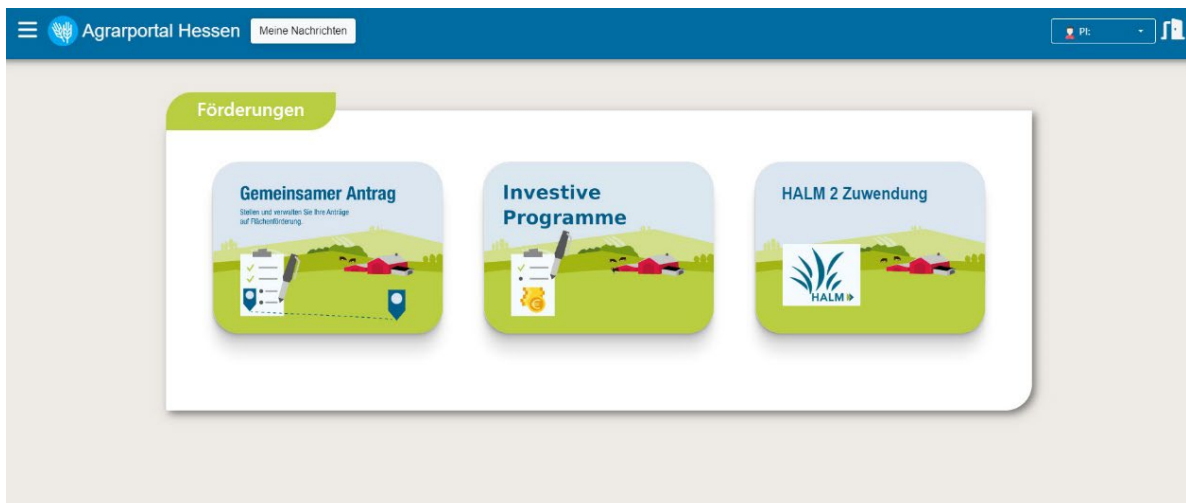 Agrarportal Hessen
Meine Nachrichten
PI:
Förderungen
Gemeinsamer Antrag
Stellen und verwalten Sie Ihre Anträge
auf Flächenförderung.
Investive
Programme
HALM 2 Zuwendung
HALM